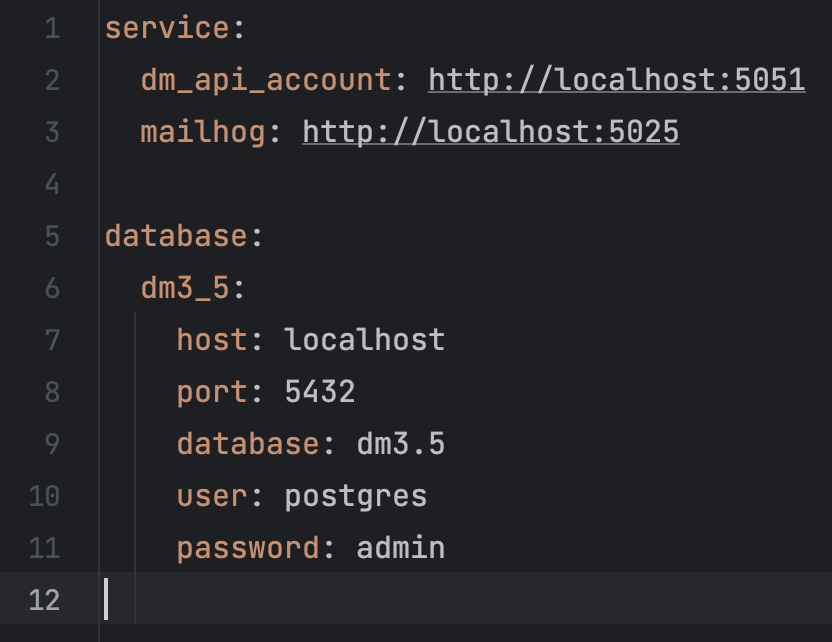 1 service:
2   dm_api_account: http://localhost:5051
3   mailhog: http://localhost:5025
4
5 database:
6   dm3_5:
7     host: localhost
8     port: 5432
9     database: dm3.5
10     user: postgres
11     password: admin
12